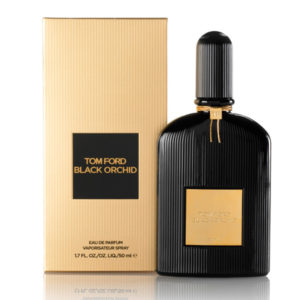 TOM FORD
BLACK ORCHID
EAU DE PARFUM
VAPORISATEUR SPRAY
1.7 FL. OZ./OZ. LIQ./50 ml ℮